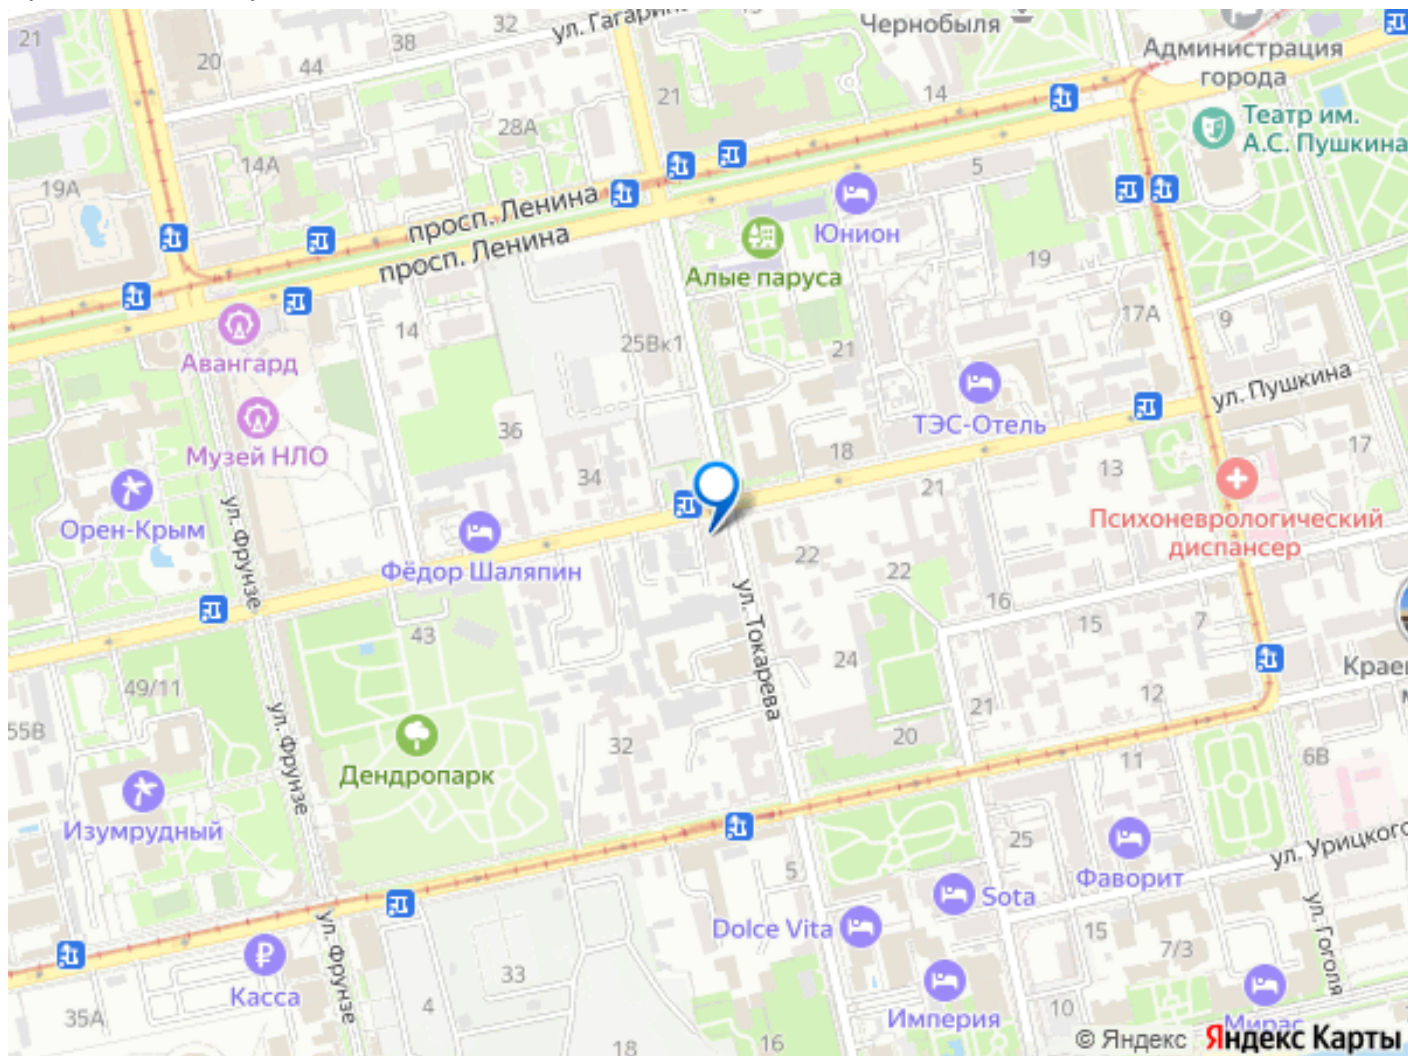 21
32
ул. Гагарина
38
20
44
Чернобыля
Администрация
города
14
21
Театр им.
А.С. Пушкина
28А
14А
19А
5
просп. Ленина
просп. Ленина
Юнион
Алые паруса
19
14
25Вк1
17А
9
Авангард
21
ул. Пушкина
ТЭС-Отель
36
Музей НЛО
18
17
34
13
21
Орен-Крым
ул. Фрунзе
Психоневрологический
диспансер
Фёдор Шаляпин
22
22
16
43
ул. Токарева
15
7
49/11
24
Крае
м
55В
ул. Фрунзе
12
21
32
20
Дендропарк
11
6В
Изумрудный
25
ул. Урицкого
5
Фаворит
Sota
Dolce Vita
ул. Фрунзе
ул. Гоголя
15
7/3
33
Касса
4
10
35А
Империя
Мирас
18
16
© Яндекс Яндекс Карты